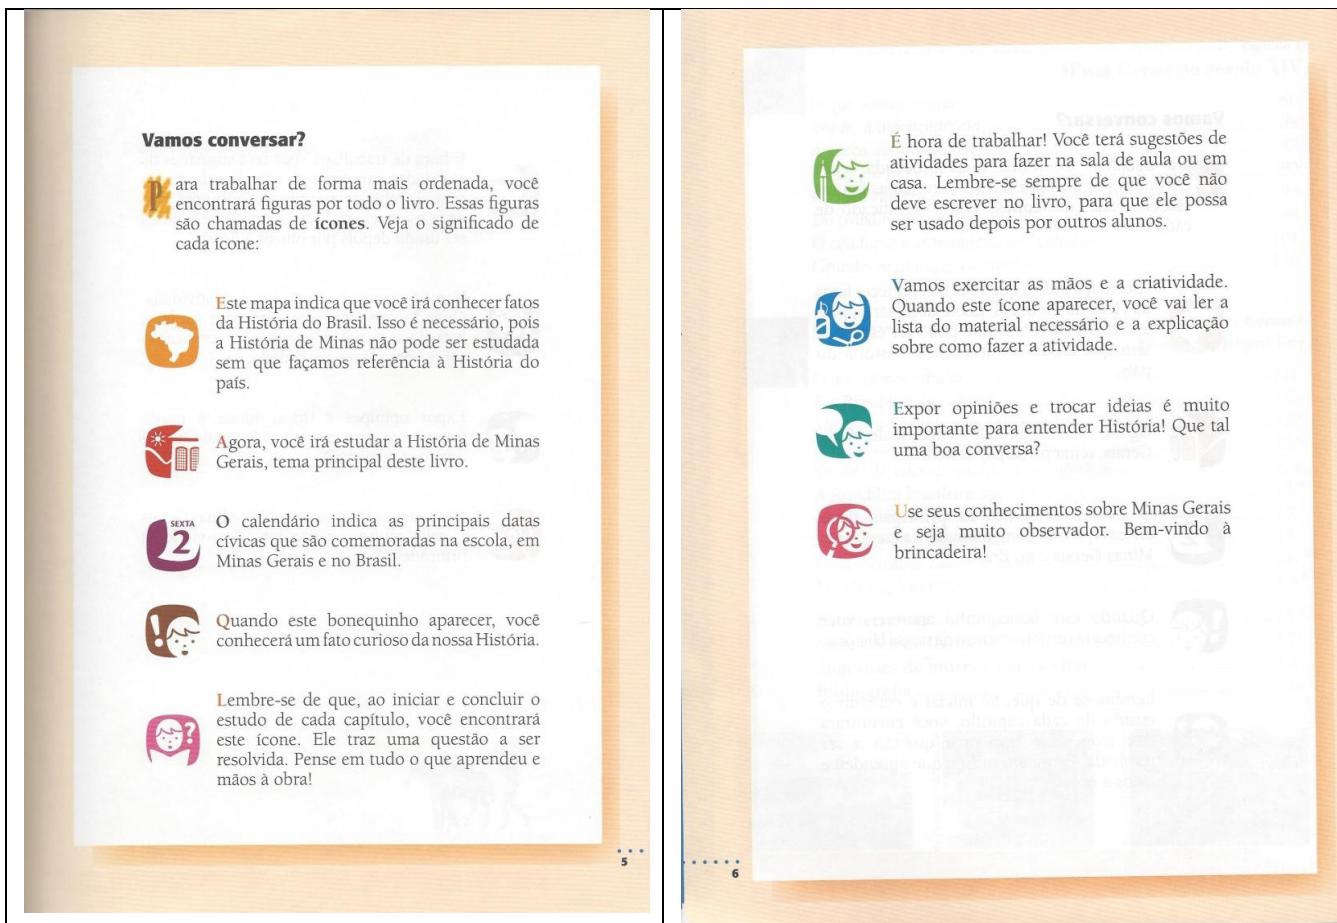 Vamos conversar?
Para trabalhar de forma mais ordenada, você
encontrará figuras por todo o livro. Essas figuras
são chamadas de ícones. Veja o significado de
cada ícone:
Este mapa indica que você irá conhecer fatos
da História do Brasil. Isso é necessário, pois
a História de Minas não pode ser estudada
sem que façamos referência à História do
país.
Agora, você irá estudar a História de Minas
Gerais, tema principal deste livro.
SEXTA
2
O calendário indica as principais datas
cívicas que são comemoradas na escola, em
Minas Gerais e no Brasil.
Quando este bonequinho aparecer, você
conhecerá um fato curioso da nossa História.
Lembre-se de que, ao iniciar e concluir o
estudo de cada capítulo, você encontrará
este ícone. Ele traz uma questão a ser
resolvida. Pense em tudo o que aprendeu e
mãos à obra!
5
É hora de trabalhar! Você terá sugestões de
atividades para fazer na sala de aula ou em
casa. Lembre-se sempre de que você não
deve escrever no livro, para que ele possa
ser usado depois por outros alunos.
Vamos exercitar as mãos e a criatividade.
Quando este ícone aparecer, você vai ler a
lista do material necessário e a explicação
sobre como fazer a atividade.
Expor opiniões e trocar ideias é muito
importante para entender História! Que tal
uma boa conversa?
Use seus conhecimentos sobre Minas Gerais
e seja muito observador. Bem-vindo à
brincadeira!
6